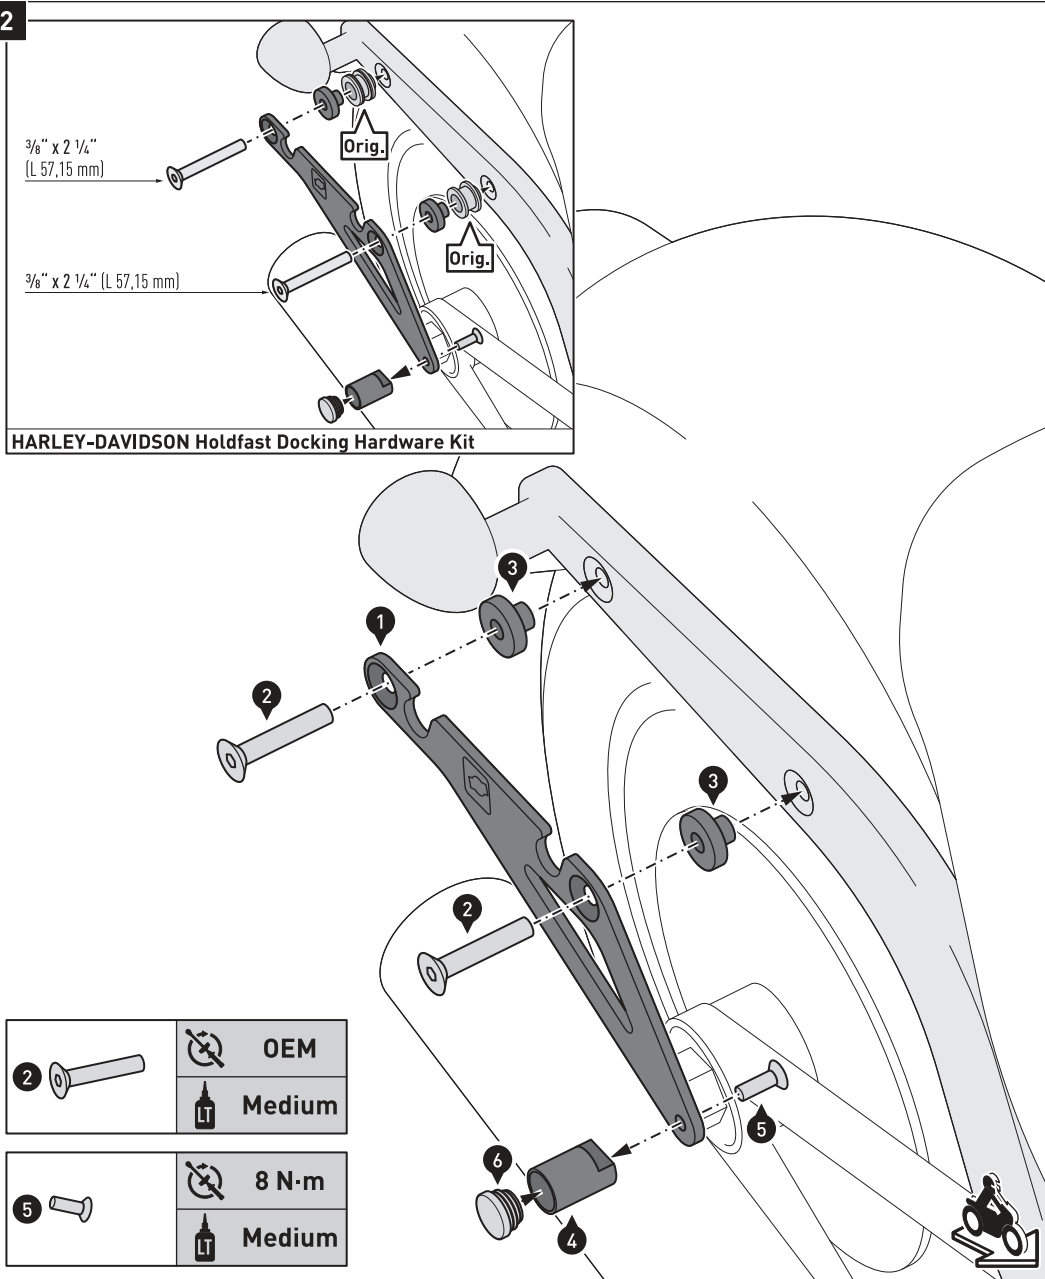 2
3/8“ x 2 1/4“
(L 57,15 mm)
Orig.
Orig.
3/8“ x 2 1/4“ (L 57,15 mm)
HARLEY-DAVIDSON Holdfast Docking Hardware Kit
3
1
2
3
2
2
OEM
LT Medium
5
6
5
8 N·m
LT Medium
4